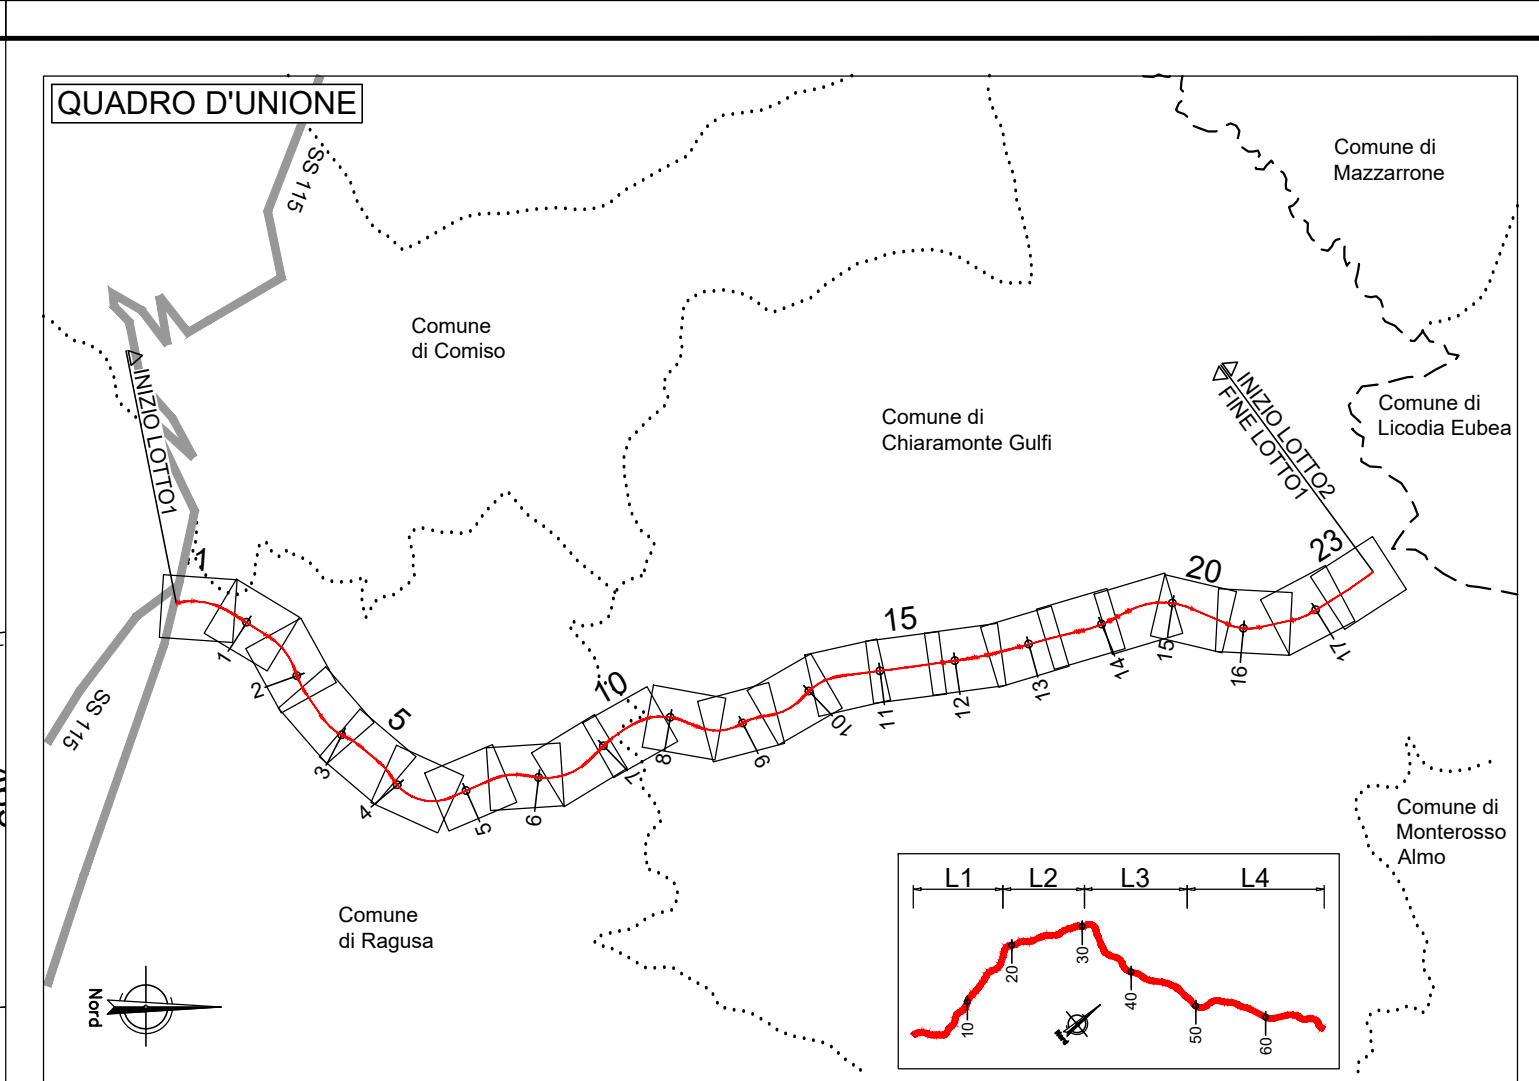 QUADRO D'UNIONE
SS 115
Comune di
Mazzarrone
Comune
di Comiso
INIZIO LOTTO1
Comune di
Chiaramonte Gulfi
INIZIO LOTTO2
FINE LOTTO1
Comune di
Licodia Eubea
1
5
10
15
20
23
1
2
3
4
5
6
7
8
9
10
11
12
13
14
15
16
17
SS 115
Comune
di Ragusa
Comune di
Monterosso
Almo
Nord
L1
L2
L3
L4
10
20
30
40
50
60
Nord